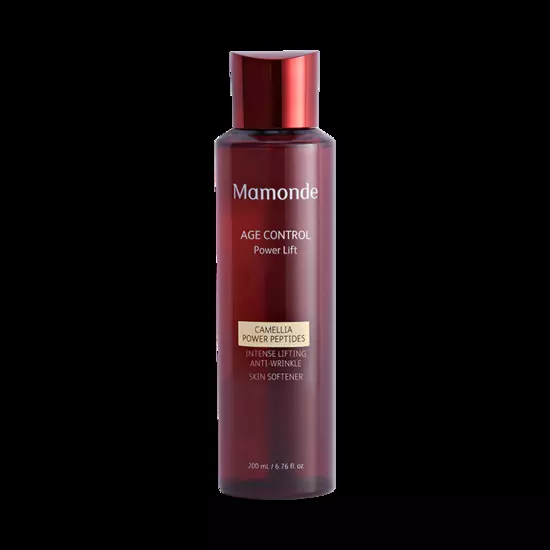 Mamonde
AGE CONTROL
Power Lift
CAMELLIA
POWER PEPTIDES
INTENSE LIFTING
ANTI-WRINKLE
SKIN SOFTENER
200 mL / 6.76 fl. oz.